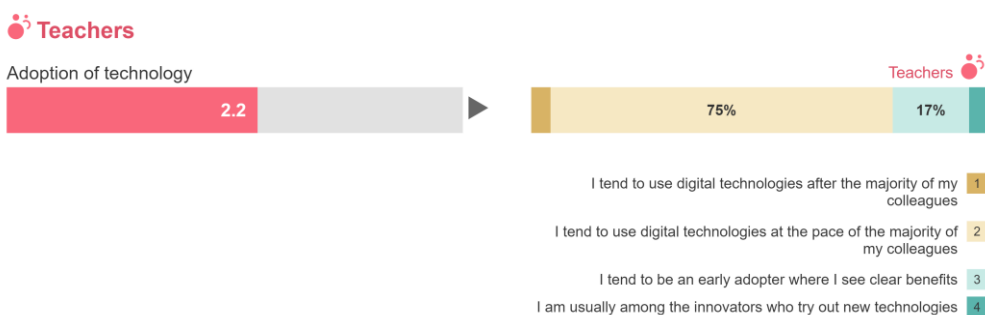 Teachers
Adoption of technology
Teachers
2.2
75%
17%
I tend to use digital technologies after the majority of my
colleagues
1
I tend to use digital technologies at the pace of the majority of
my colleagues
2
I tend to be an early adopter where I see clear benefits
3
I am usually among the innovators who try out new technologies
4